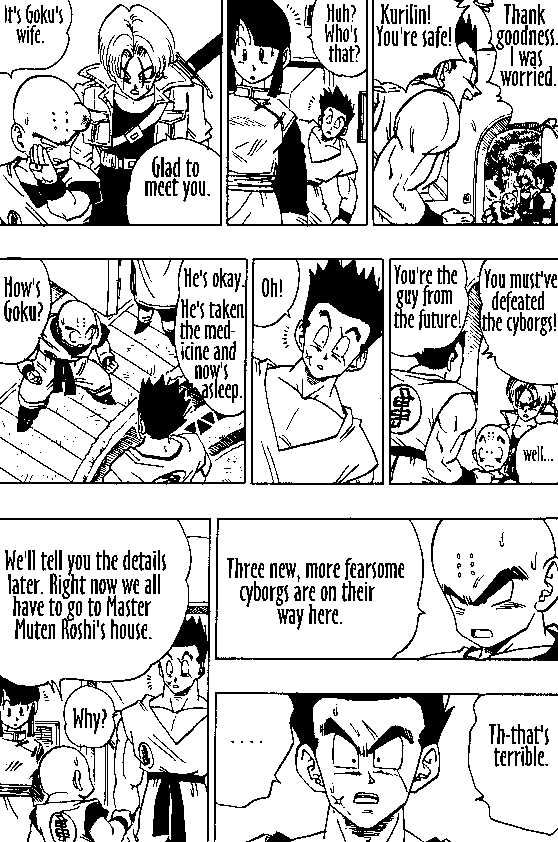 Thank
goodness.
I was
worried.
Kurilin!
You're safe!
Huh?
Who's
that?
It's Goku's
wife.
Glad to
meet you.
You must've
defeated
the cyborgs!
You're the
guy from
the future!
well...
Oh!
How's
Goku?
He's okay.
He's taken
the med-
icine and
now's
asleep.
Three new, more fearsome
cyborgs are on their
way here.
Th-that's
terrible.
....
We'll tell you the details
later. Right now we all
have to go to Master
Muten Roshi's house.
Why?